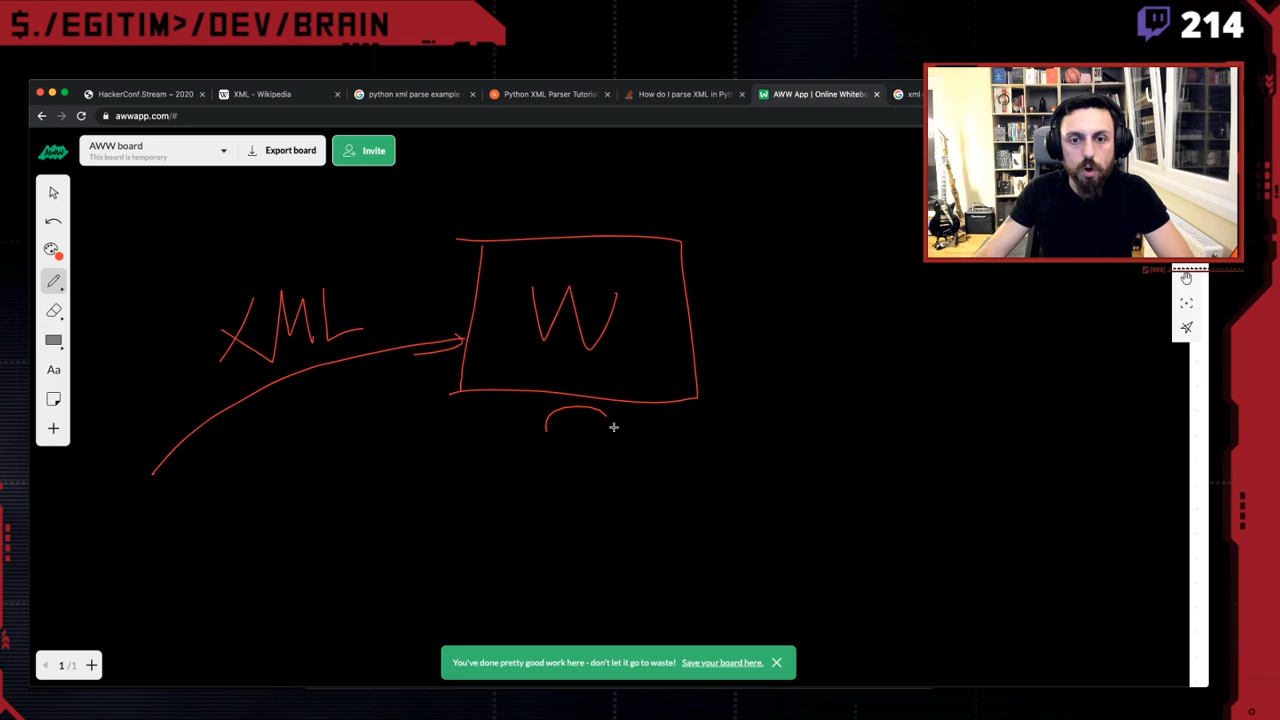 $./EGITIM>/DEV/BRAIN
214
HackerConf.Stream – 2020
XML - Wikipedia
python xml parse example
Python XML Parser Tutoria
How do I parse XML in Pyt
AWW App | Online Whitebo
xml
awwapp.com/#
AWW board
This board is temporary
Export board
Invite
Aa
XML
W
1 /1
You've done pretty good work here - don't let it go to waste! Save your board here.